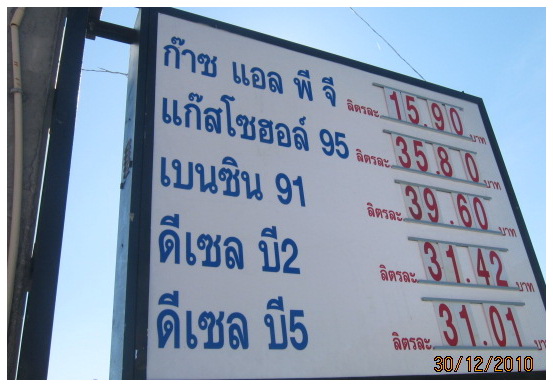 ก๊าซ แอล พี จี ลิตรละ 15.90 บาท
แก๊สโซฮอล์ 95 ลิตรละ 35.80 บาท
เบนซิน 91 ลิตรละ 39.60 บาท
ดีเซล บี2 ลิตรละ 31.42 บาท
ดีเซล บี5 ลิตรละ 31.01 บาท
30/12/2010